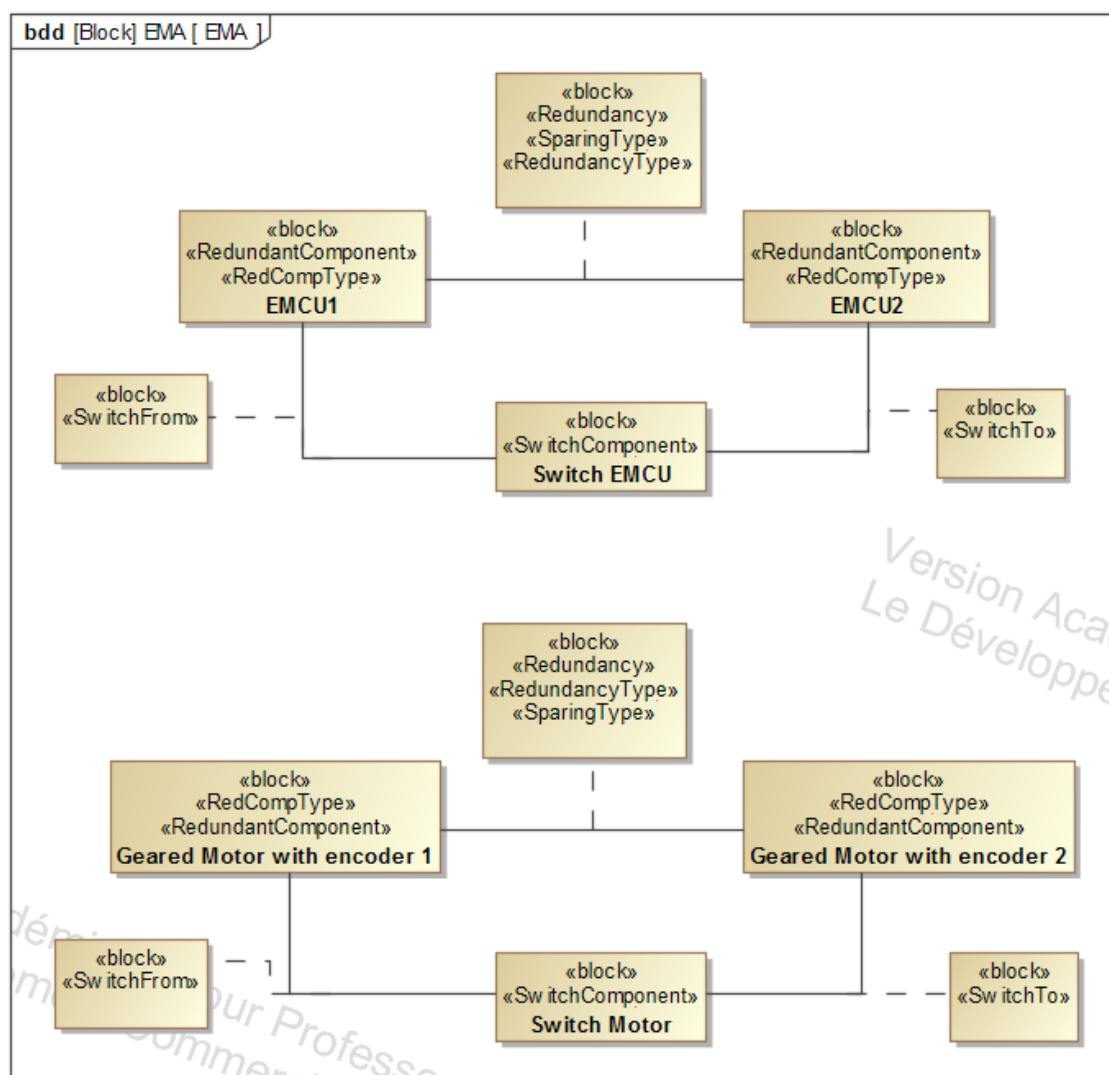 bdd [Block] EMA [ EMA ]
«block»
«Redundancy»
«SparingType»
«RedundancyType»
«block»
«RedundantComponent»
«RedCompType»
EMCU1
«block»
«RedundantComponent»
«RedCompType»
EMCU2
«block»
«SwitchFrom»
«block»
«SwitchComponent»
Switch EMCU
«block»
«SwitchTo»
Version Aca
Le Développe
«block»
«Redundancy»
«RedundancyType»
«SparingType»
«block»
«RedCompType»
«RedundantComponent»
Geared Motor with encoder 1
«block»
«RedCompType»
«RedundantComponent»
Geared Motor with encoder 2
«block»
«SwitchFrom»
«block»
«SwitchComponent»
Switch Motor
«block»
«SwitchTo»
démi
our Profess